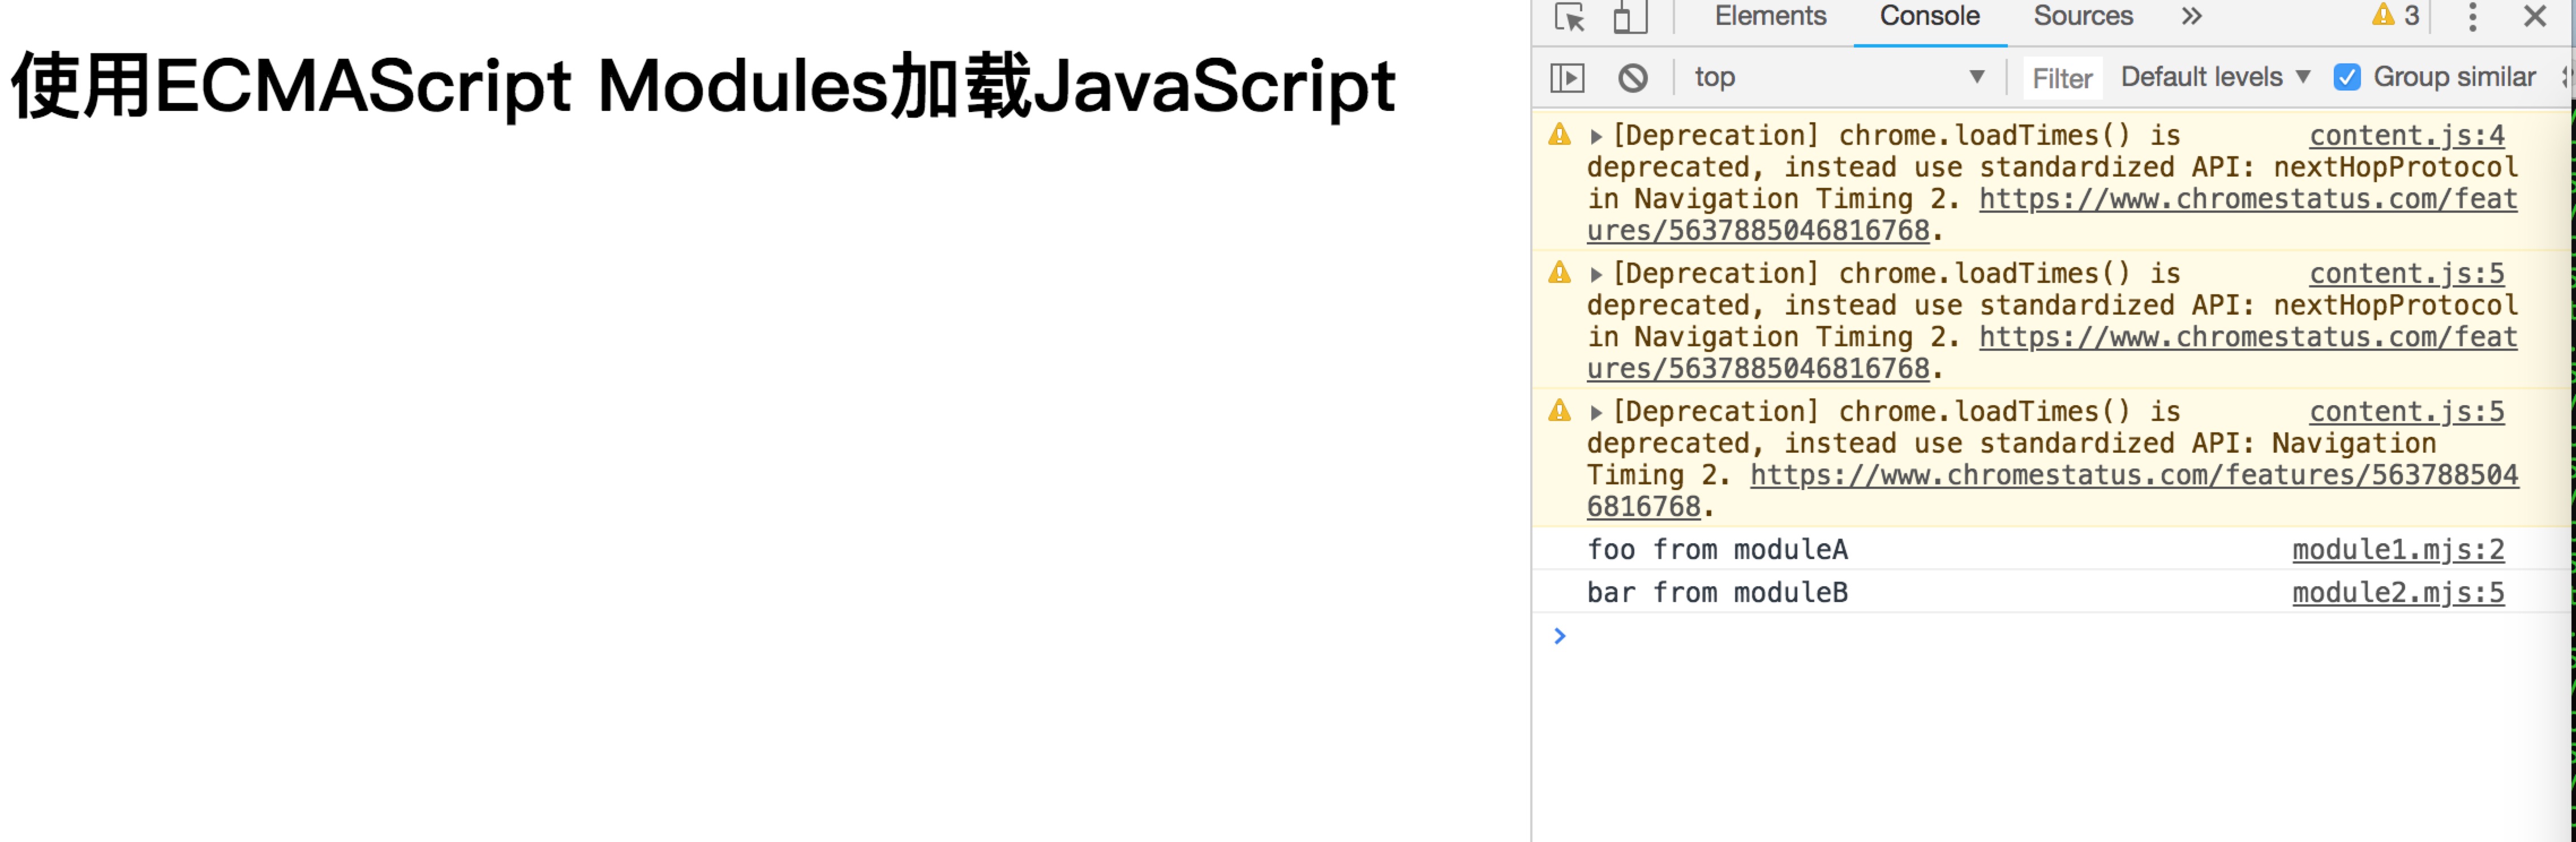 使用ECMAScript Modules加载JavaScript
Elements Console Sources » 3
top Filter Default levels Group similar
[Deprecation] chrome.loadTimes() is content.js:4
deprecated, instead use standardized API: nextHopProtocol
in Navigation Timing 2. https://www.chromestatus.com/feat
ures/5637885046816768.
[Deprecation] chrome.loadTimes() is content.js:5
deprecated, instead use standardized API: nextHopProtocol
in Navigation Timing 2. https://www.chromestatus.com/feat
ures/5637885046816768.
[Deprecation] chrome.loadTimes() is content.js:5
deprecated, instead use standardized API: Navigation
Timing 2. https://www.chromestatus.com/features/563788504
6816768.
foo from moduleA module1.mjs:2
bar from moduleB module2.mjs:5